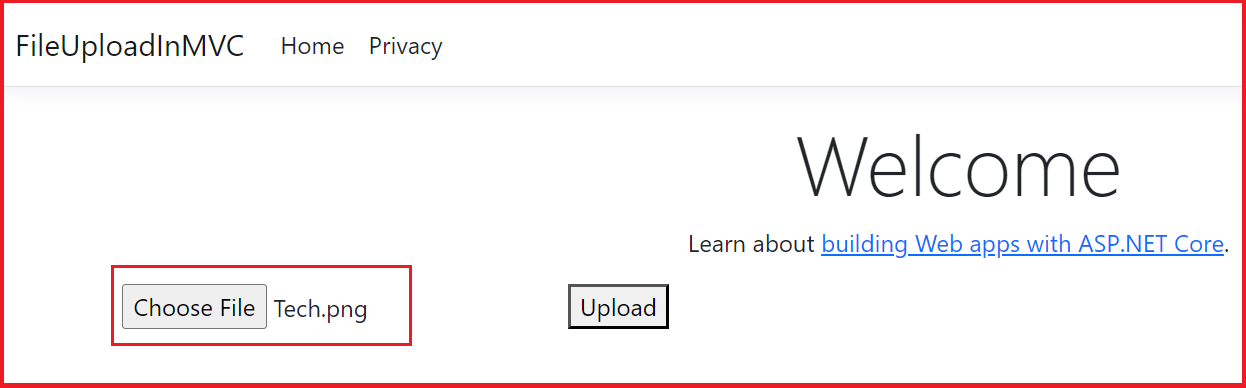 FileUploadInMVC Home Privacy
Welcome
Learn about building Web apps with ASP.NET Core.
Choose File Tech.png Upload